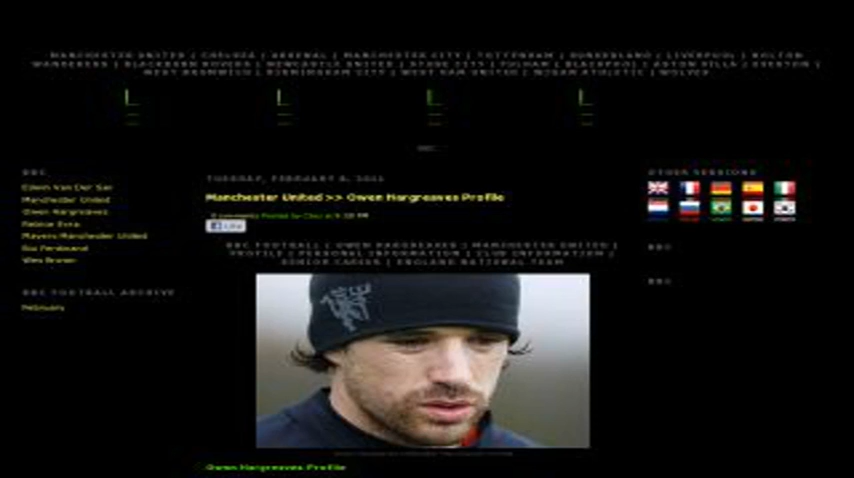 MANCHESTER UNITED | CHELSEA | ARSENAL | MANCHESTER CITY | TOTTENHAM | SUNDERLAND | LIVERPOOL | BOLTON
WANDERERS | BLACKBURN ROVERS | NEWCASTLE UNITED | STOKE CITY | FULHAM | BLACKPOOL | ASTON VILLA | EVERTON |
WEST BROMWICH | BIRMINGHAM CITY | WEST HAM UNITED | WIGAN ATHLETIC | WOLVES
BBC
Edwin Van Der Sar
Manchester United
Owen Hargreaves
Patrice Evra
Players Manchester United
Rio Ferdinand
Wes Brown
BBC FOOTBALL ARCHIVE
February
TUESDAY, FEBRUARY 8, 2011
Manchester United >> Owen Hargreaves Profile
Like
BBC FOOTBALL | OWEN HARGREAVES | MANCHESTER UNITED |
PROFILE | PERSONAL INFORMATION | CLUB INFORMATION |
SENIOR CAREER | ENGLAND NATIONAL TEAM
Owen Hargreaves Profile
OTHER VERSIONS
BBC
BBC